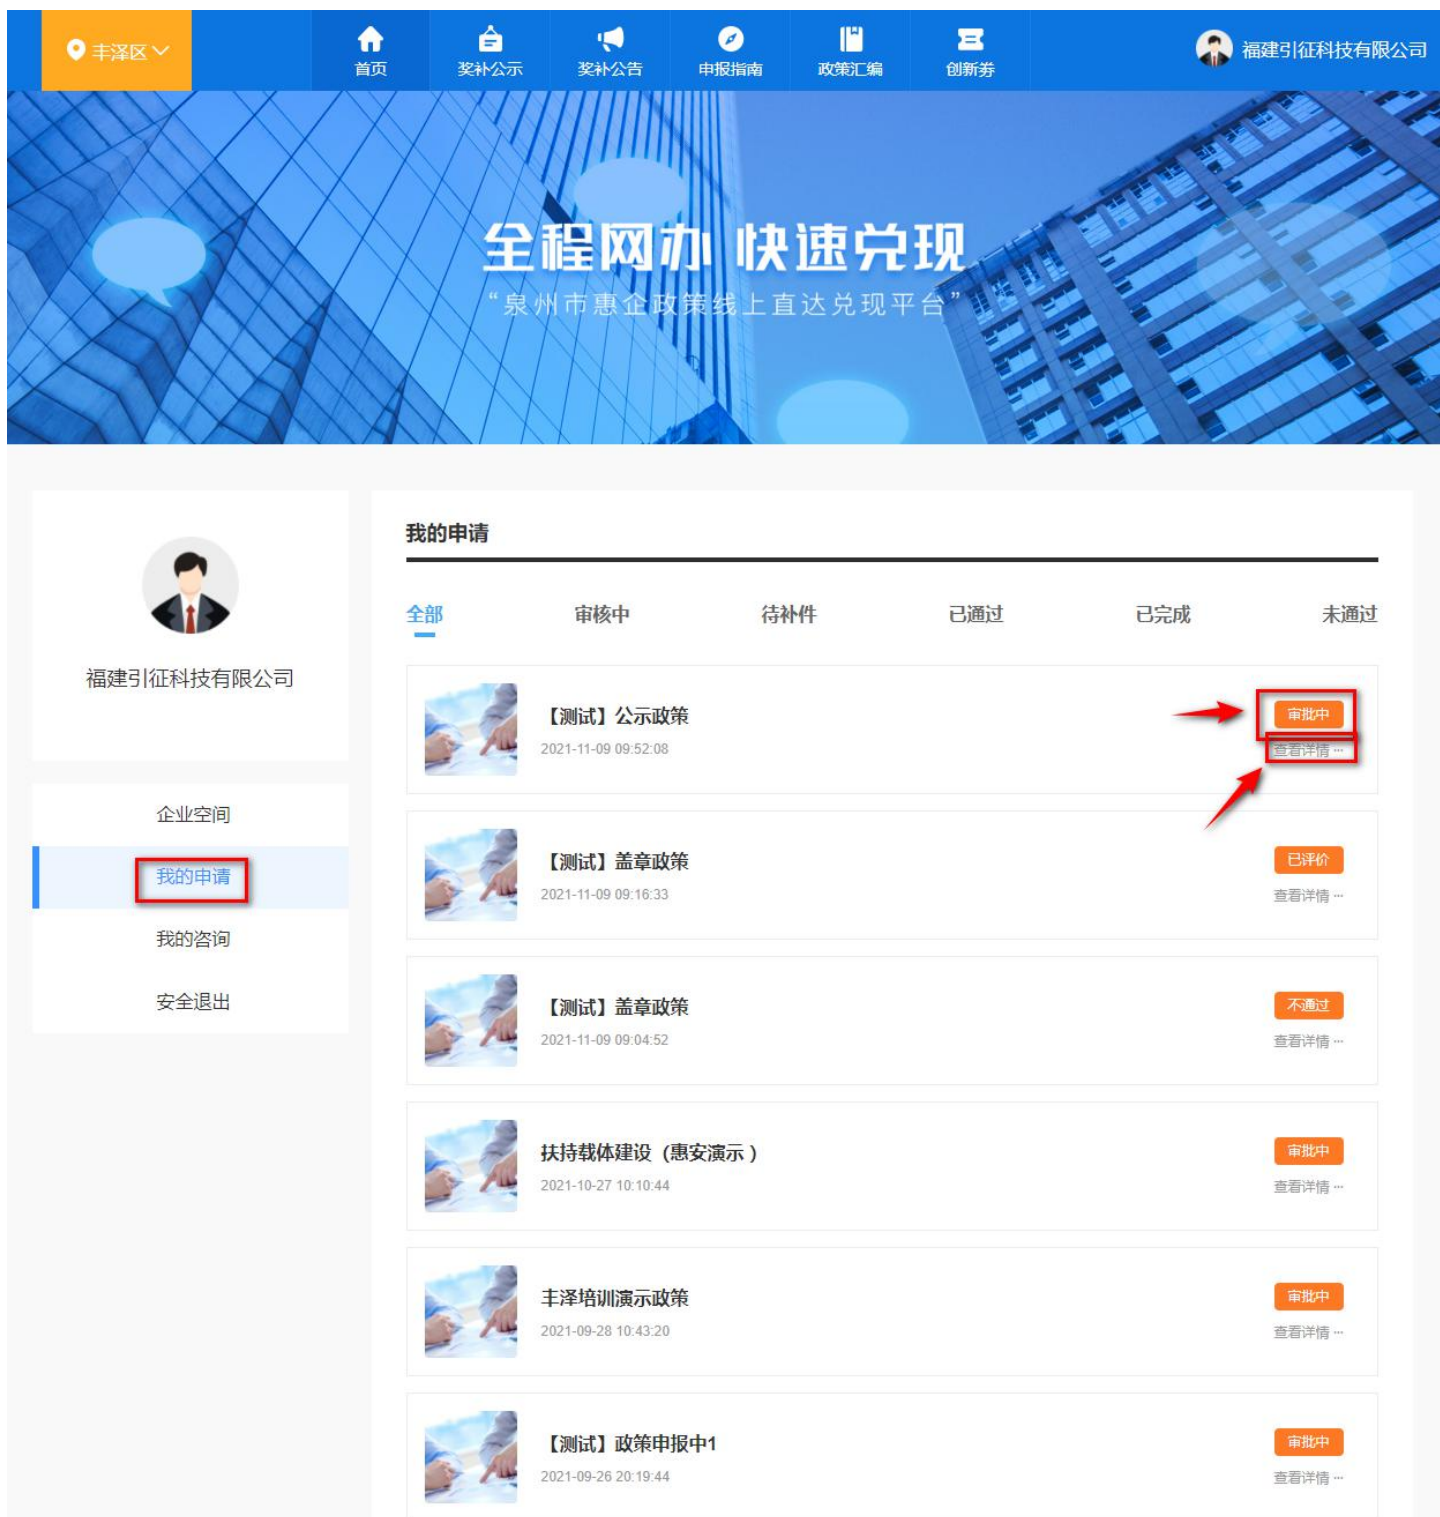 丰泽区
首页
奖补公示
奖补公告
申报指南
政策汇编
创新券
福建引征科技有限公司
全程网办 快速兑现
“泉州市惠企政策线上直达兑现平台”
福建引征科技有限公司
企业空间
我的申请
我的咨询
安全退出
我的申请
全部
审核中
待补件
已通过
已完成
未通过
【测试】公示政策
2021-11-09 09:52:08
审批中
查看详情 ···
【测试】盖章政策
2021-11-09 09:16:33
已评价
查看详情 ···
【测试】盖章政策
2021-11-09 09:04:52
不通过
查看详情 ···
扶持载体建设（惠安演示）
2021-10-27 10:10:44
审批中
查看详情 ···
丰泽培训演示政策
2021-09-28 10:43:20
审批中
查看详情 ···
【测试】政策申报中1
2021-09-26 20:19:44
审批中
查看详情 ···